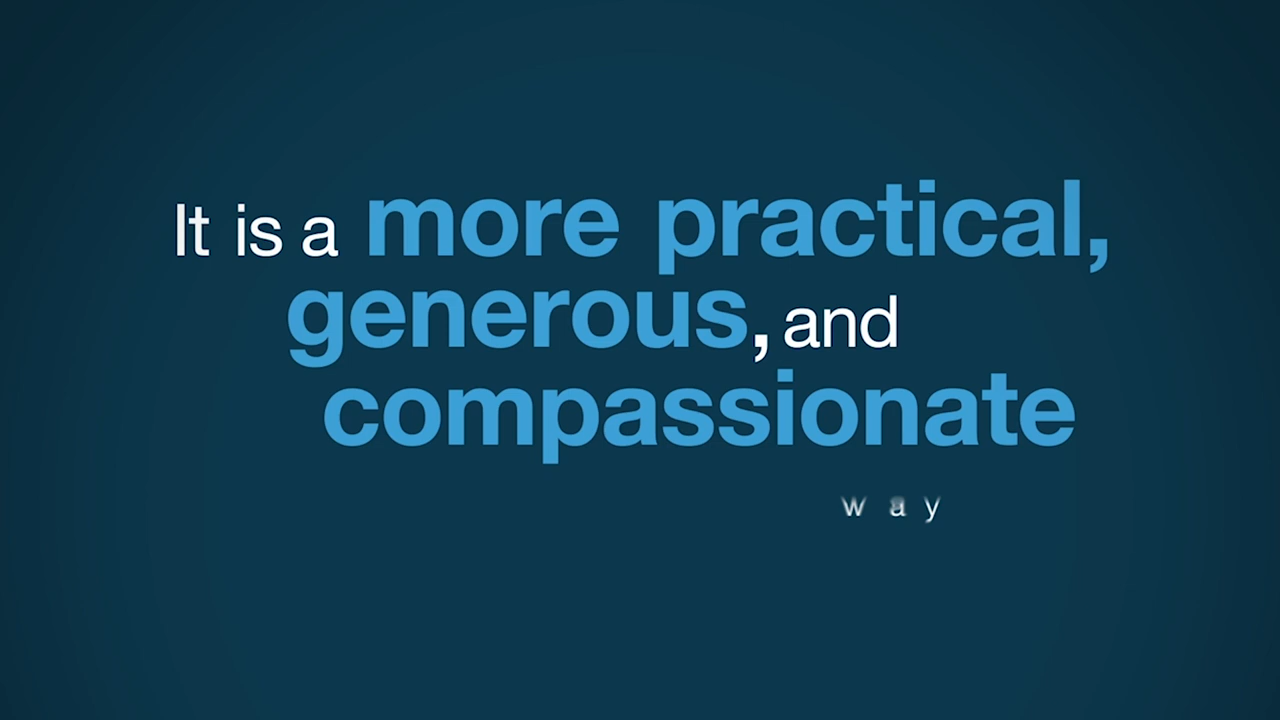 It is a more practical,
generous, and
compassionate
way